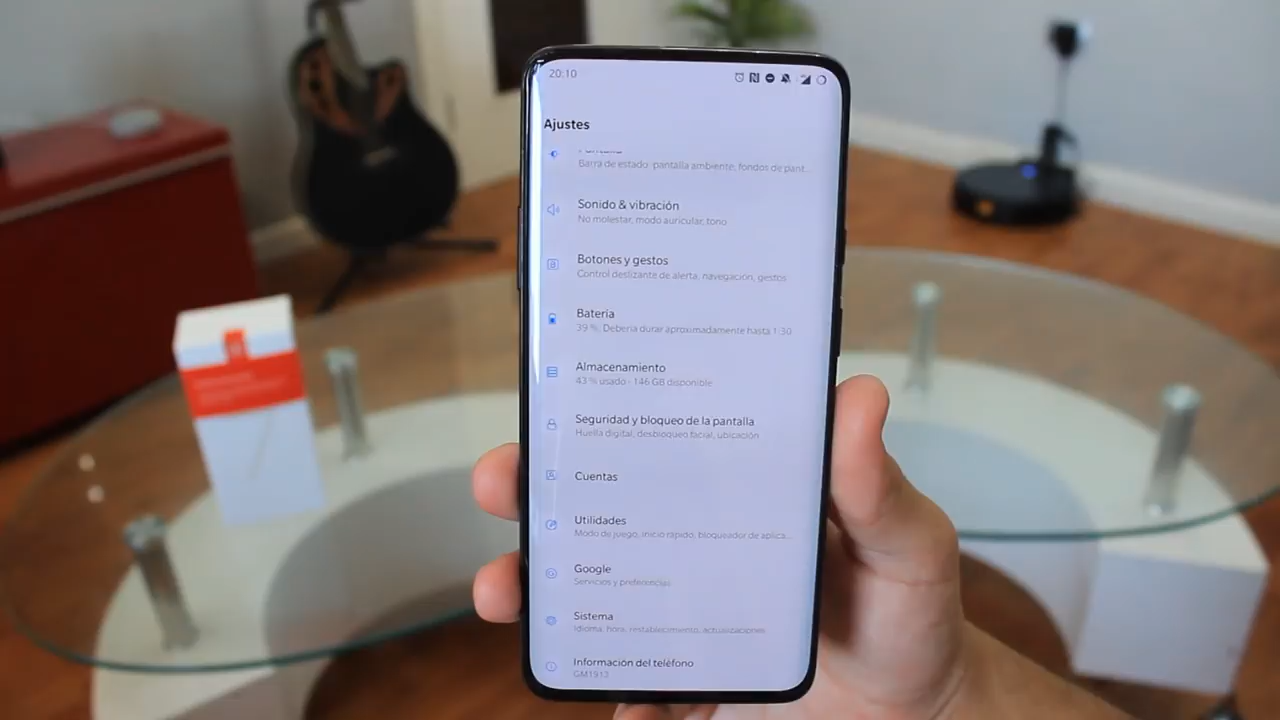 20:10
Ajustes
Barra de estado, pantalla ambiente, fondos de pant...
Sonido & vibración
No molestar, modo auricular, tono
Botones y gestos
Control deslizante de alerta, navegación, gestos
Batería
39 %. Debería durar aproximadamente hasta 1:30
Almacenamiento
43 % usado - 146 GB disponible
Seguridad y bloqueo de la pantalla
Huella digital, desbloqueo facial, ubicación
Cuentas
Utilidades
Modo de juego, inicio rápido, bloqueador de aplica...
Google
Servicios y preferencias
Sistema
Idioma, hora, restablecimiento, actualizaciones
Información del teléfono
GM1913